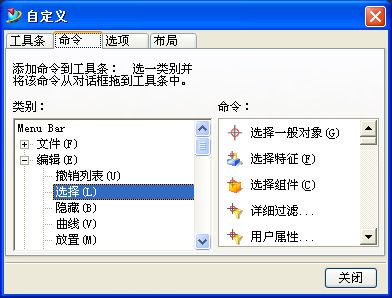 自定义
工具条 命令 选项 布局
添加命令到工具条： 选一类别并
将该命令从对话框拖到工具条中。
类别：
Menu Bar
文件(F)
编辑(E)
撤销列表(U)
选择(L)
隐藏(B)
曲线(V)
放置(M)
命令：
选择一般对象(G)
选择特征(F)
选择组件(C)
详细过滤...
用户属性...
关闭